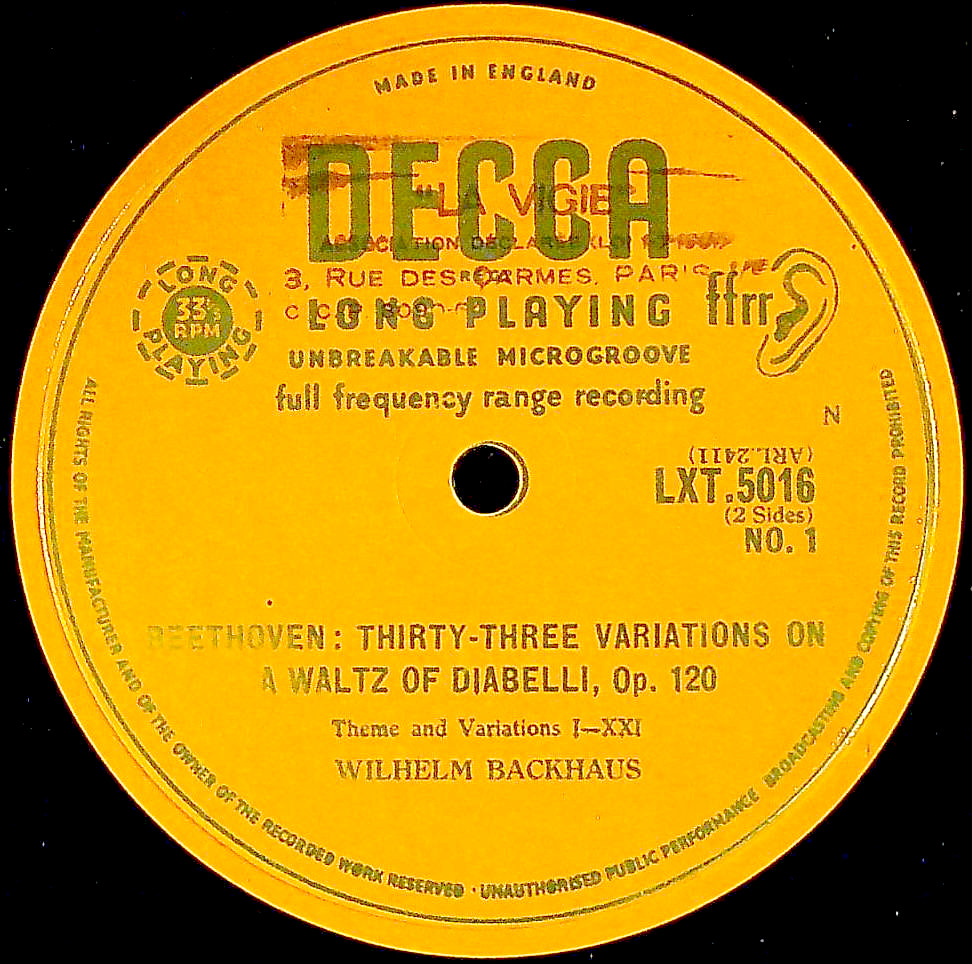 MADE IN ENGLAND
DECCA
"LA VIGIE"
ASSOCIATION DÉCLARÉE
3, RUE DES CARMES. PARIS
LONG PLAYING
33⅓
RPM
LONG PLAYING
ffrr
UNBREAKABLE MICROGROOVE
full frequency range recording
N
(ARL.2411)
LXT.5016
(2 Sides)
NO. 1
BEETHOVEN: THIRTY-THREE VARIATIONS ON
A WALTZ OF DIABELLI, Op. 120
Theme and Variations I—XXI
WILHELM BACKHAUS
ALL RIGHTS OF THE MANUFACTURER AND OF THE OWNER OF THE RECORDED WORK RESERVED · UNAUTHORISED PUBLIC PERFORMANCE BROADCASTING AND COPYING OF THIS RECORD PROHIBITED